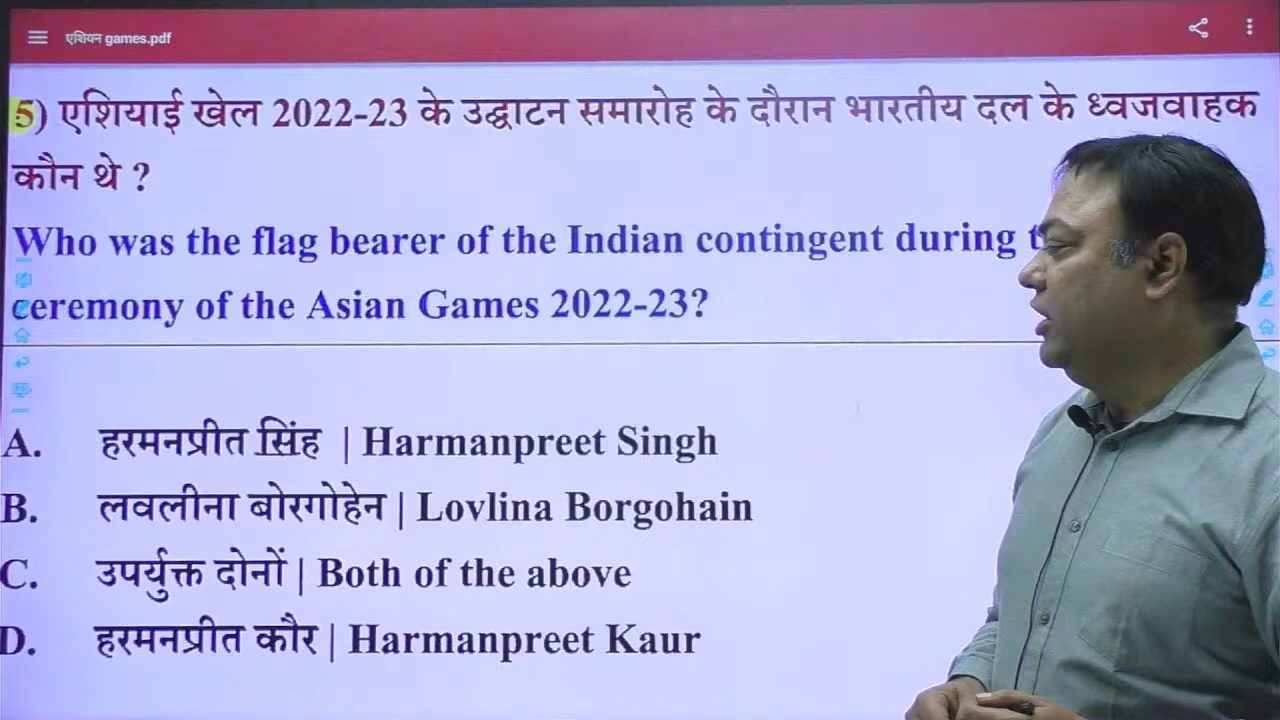 एशियन games.pdf
5) एशियाई खेल 2022-23 के उद्घाटन समारोह के दौरान भारतीय दल के ध्वजवाहक
कौन थे ?
Who was the flag bearer of the Indian contingent during
ceremony of the Asian Games 2022-23?
A. हरमनप्रीत सिंह | Harmanpreet Singh
B. लवलीना बोरगोहेन | Lovlina Borgohain
C. उपर्युक्त दोनों | Both of the above
D. हरमनप्रीत कौर | Harmanpreet Kaur